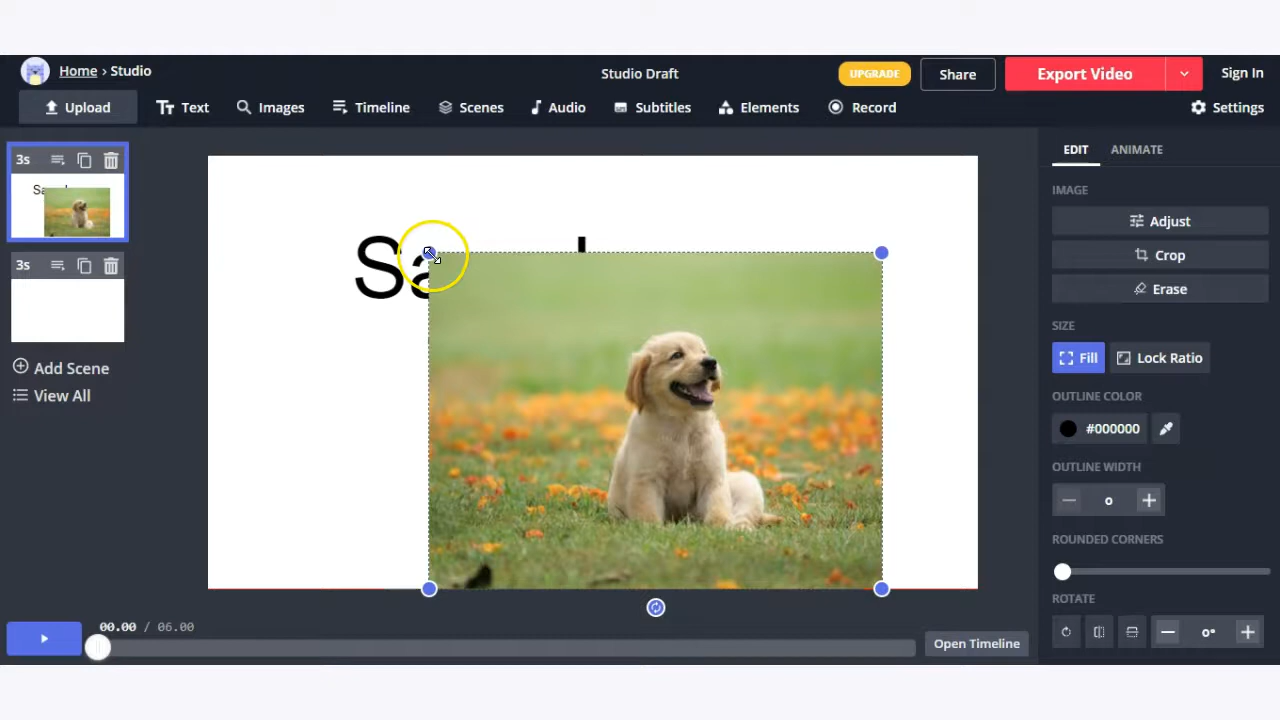 Home › Studio
Studio Draft
UPGRADE
Share
Export Video
Sign In
Upload
Text
Images
Timeline
Scenes
Audio
Subtitles
Elements
Record
Settings
3s
3s
Add Scene
View All
EDIT
ANIMATE
IMAGE
Adjust
Crop
Erase
SIZE
Fill
Lock Ratio
OUTLINE COLOR
#000000
OUTLINE WIDTH
0
ROUNDED CORNERS
ROTATE
0°
00.00 / 06.00
Open Timeline